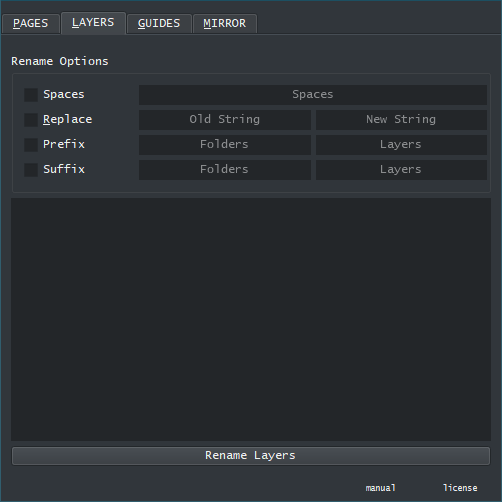 PAGES LAYERS GUIDES MIRROR
Rename Options
Spaces Spaces
Replace Old String New String
Prefix Folders Layers
Suffix Folders Layers
Rename Layers
manual license